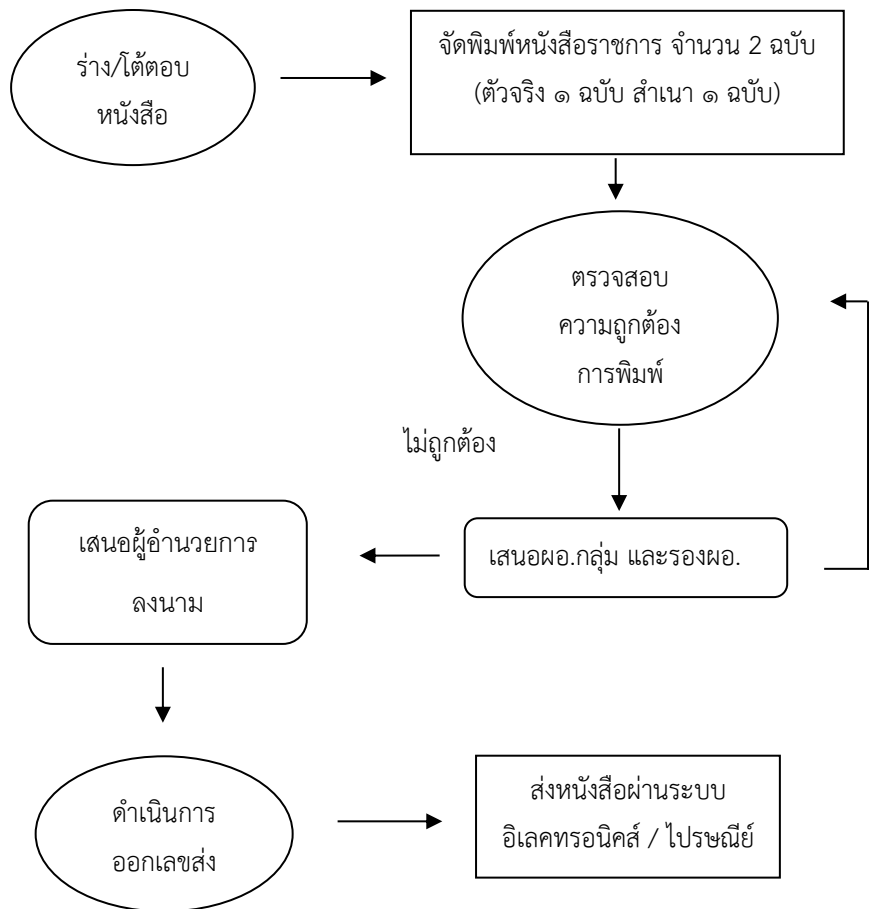 ร่าง/โต้ตอบ
หนังสือ
จัดพิมพ์หนังสือราชการ จำนวน 2 ฉบับ
(ตัวจริง ๑ ฉบับ สำเนา ๑ ฉบับ)
ตรวจสอบ
ความถูกต้อง
การพิมพ์
ไม่ถูกต้อง
เสนอผอ.กลุ่ม และรองผอ.
เสนอผู้อำนวยการ
ลงนาม
ดำเนินการ
ออกเลขส่ง
ส่งหนังสือผ่านระบบ
อิเลคทรอนิคส์ / ไปรษณีย์